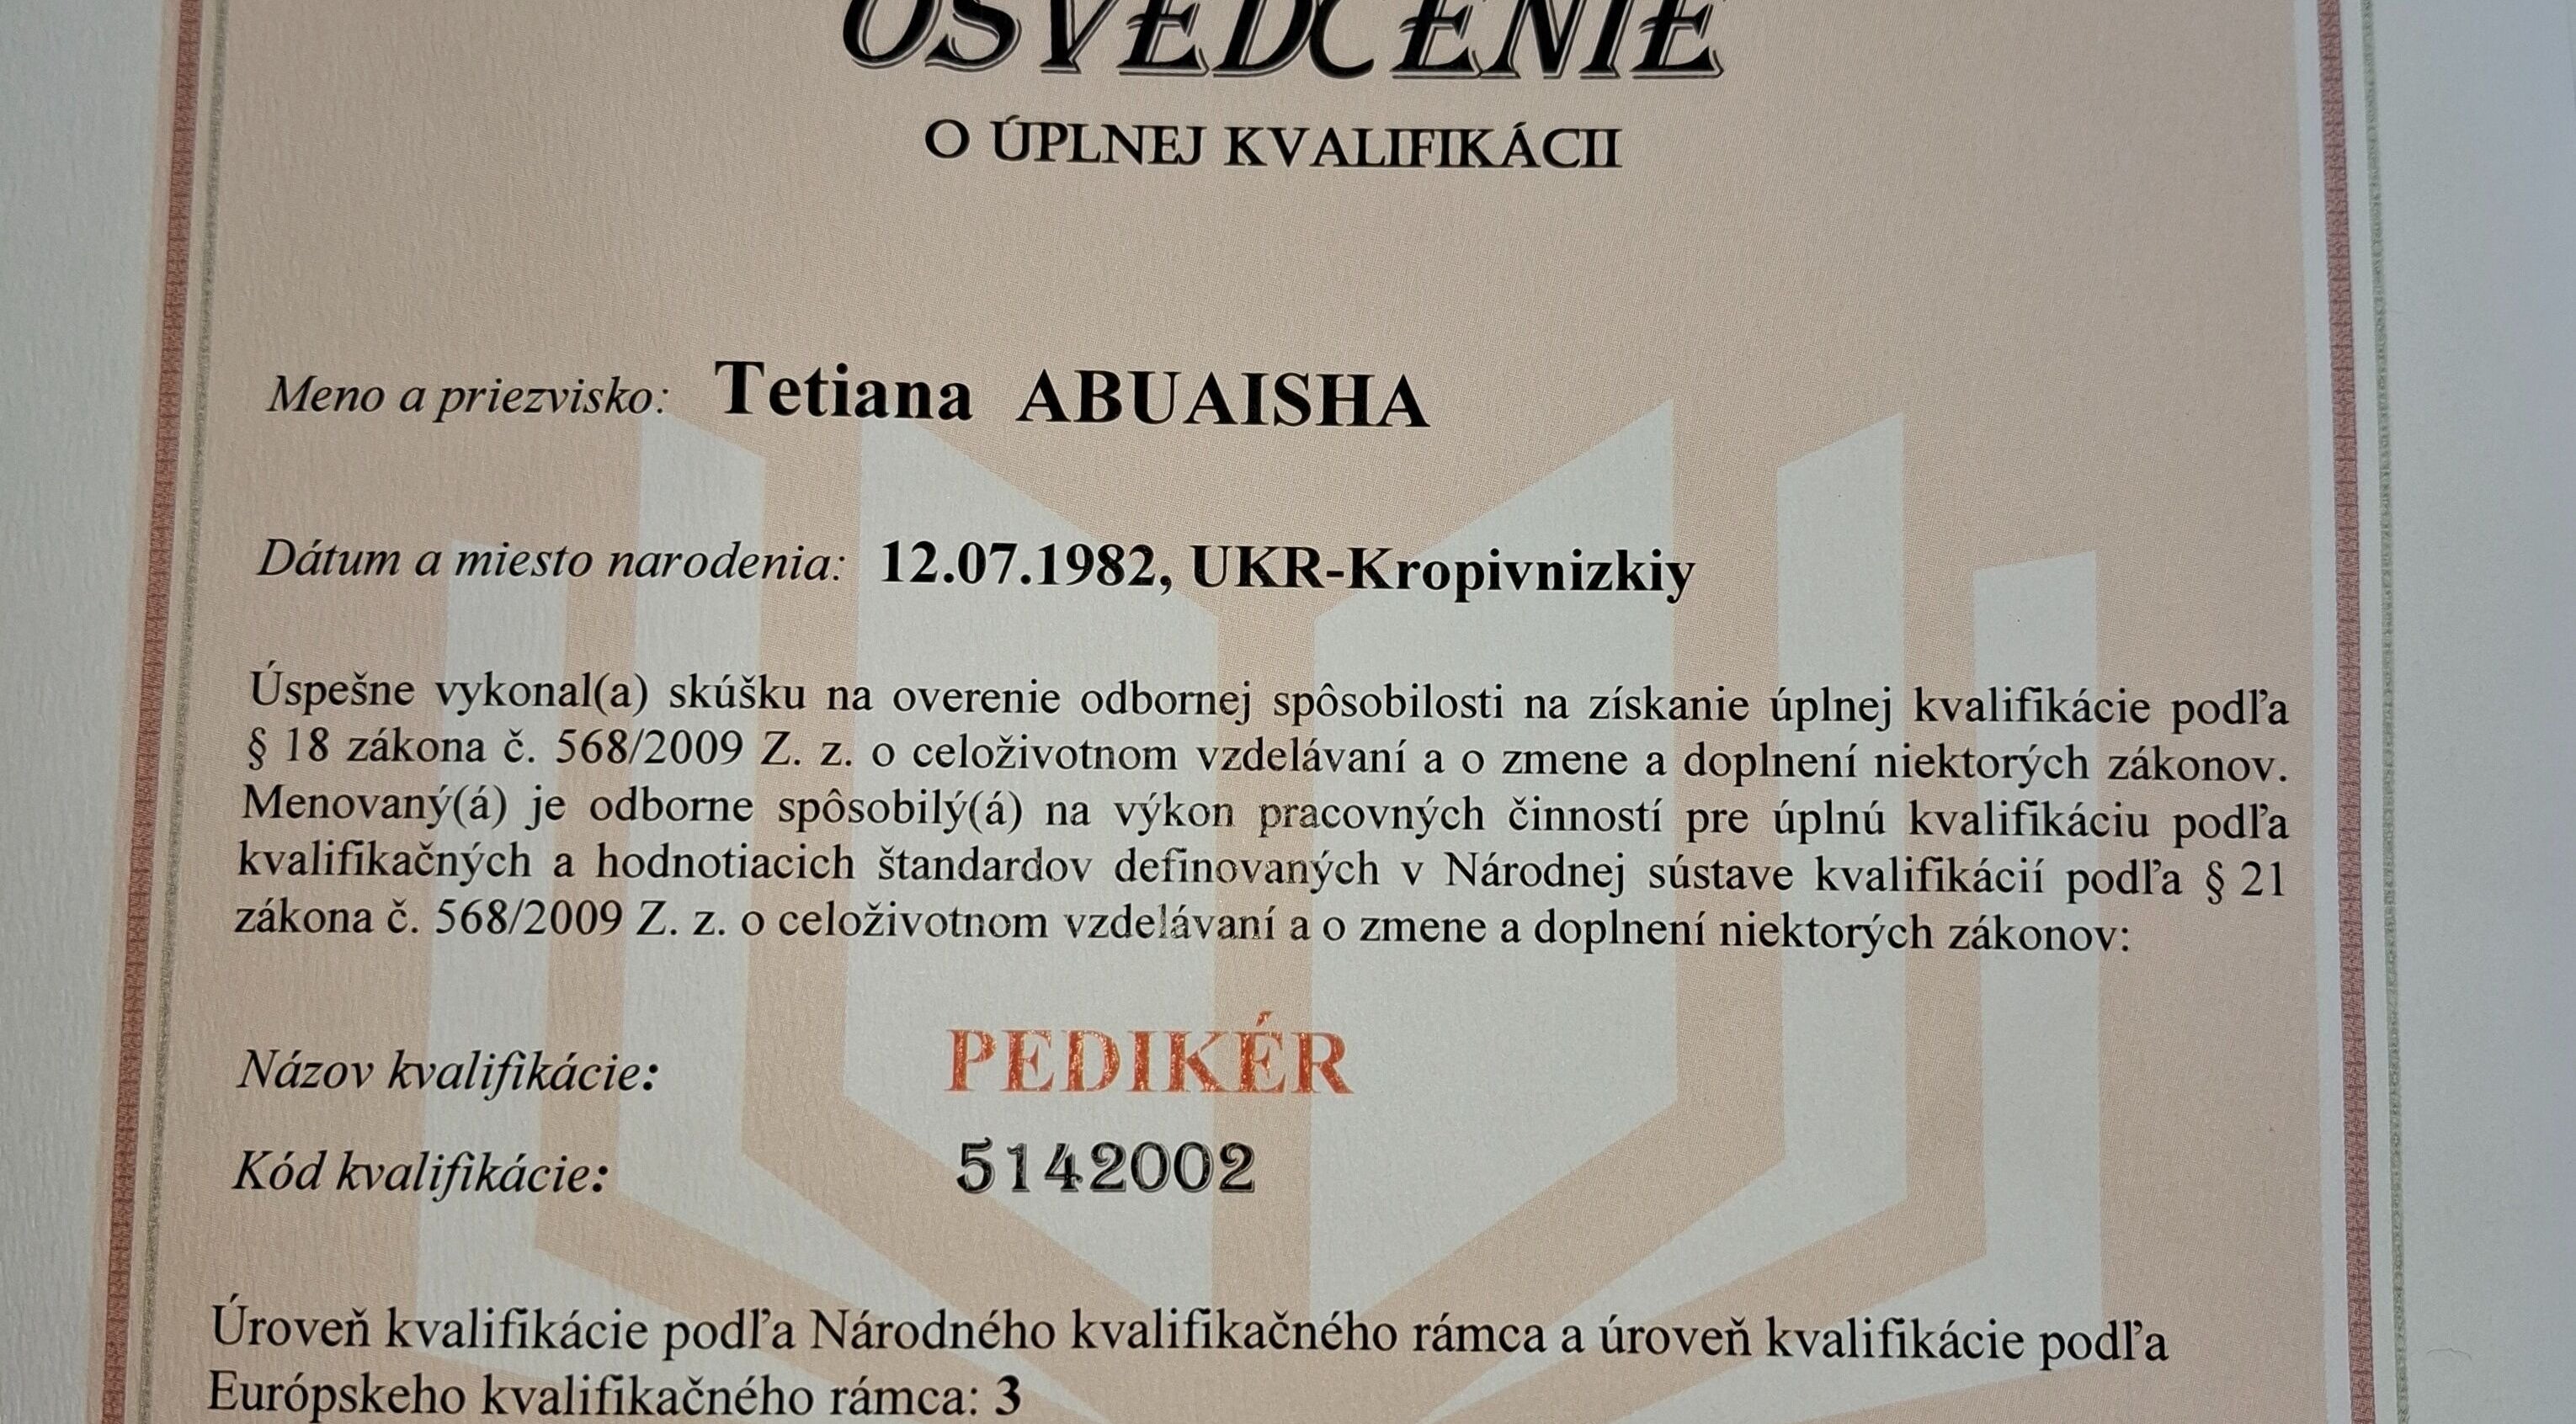 OSVEDČENIE
O ÚPLNEJ KVALIFIKÁCII
Meno a priezvisko: Tetiana ABUAISHA
Dátum a miesto narodenia: 12.07.1982, UKR-Kropivnizkiy
Úspešne vykonal(a) skúšku na overenie odbornej spôsobilosti na získanie úplnej kvalifikácie podľa
§ 18 zákona č. 568/2009 Z. z. o celoživotnom vzdelávaní a o zmene a doplnení niektorých zákonov.
Menovaný(á) je odborne spôsobilý(á) na výkon pracovných činností pre úplnú kvalifikáciu podľa
kvalifikačných a hodnotiacich štandardov definovaných v Národnej sústave kvalifikácií podľa § 21
zákona č. 568/2009 Z. z. o celoživotnom vzdelávaní a o zmene a doplnení niektorých zákonov:
Názov kvalifikácie: PEDIKÉR
Kód kvalifikácie: 5142002
Úroveň kvalifikácie podľa Národného kvalifikačného rámca a úroveň kvalifikácie podľa
Európskeho kvalifikačného rámca: 3